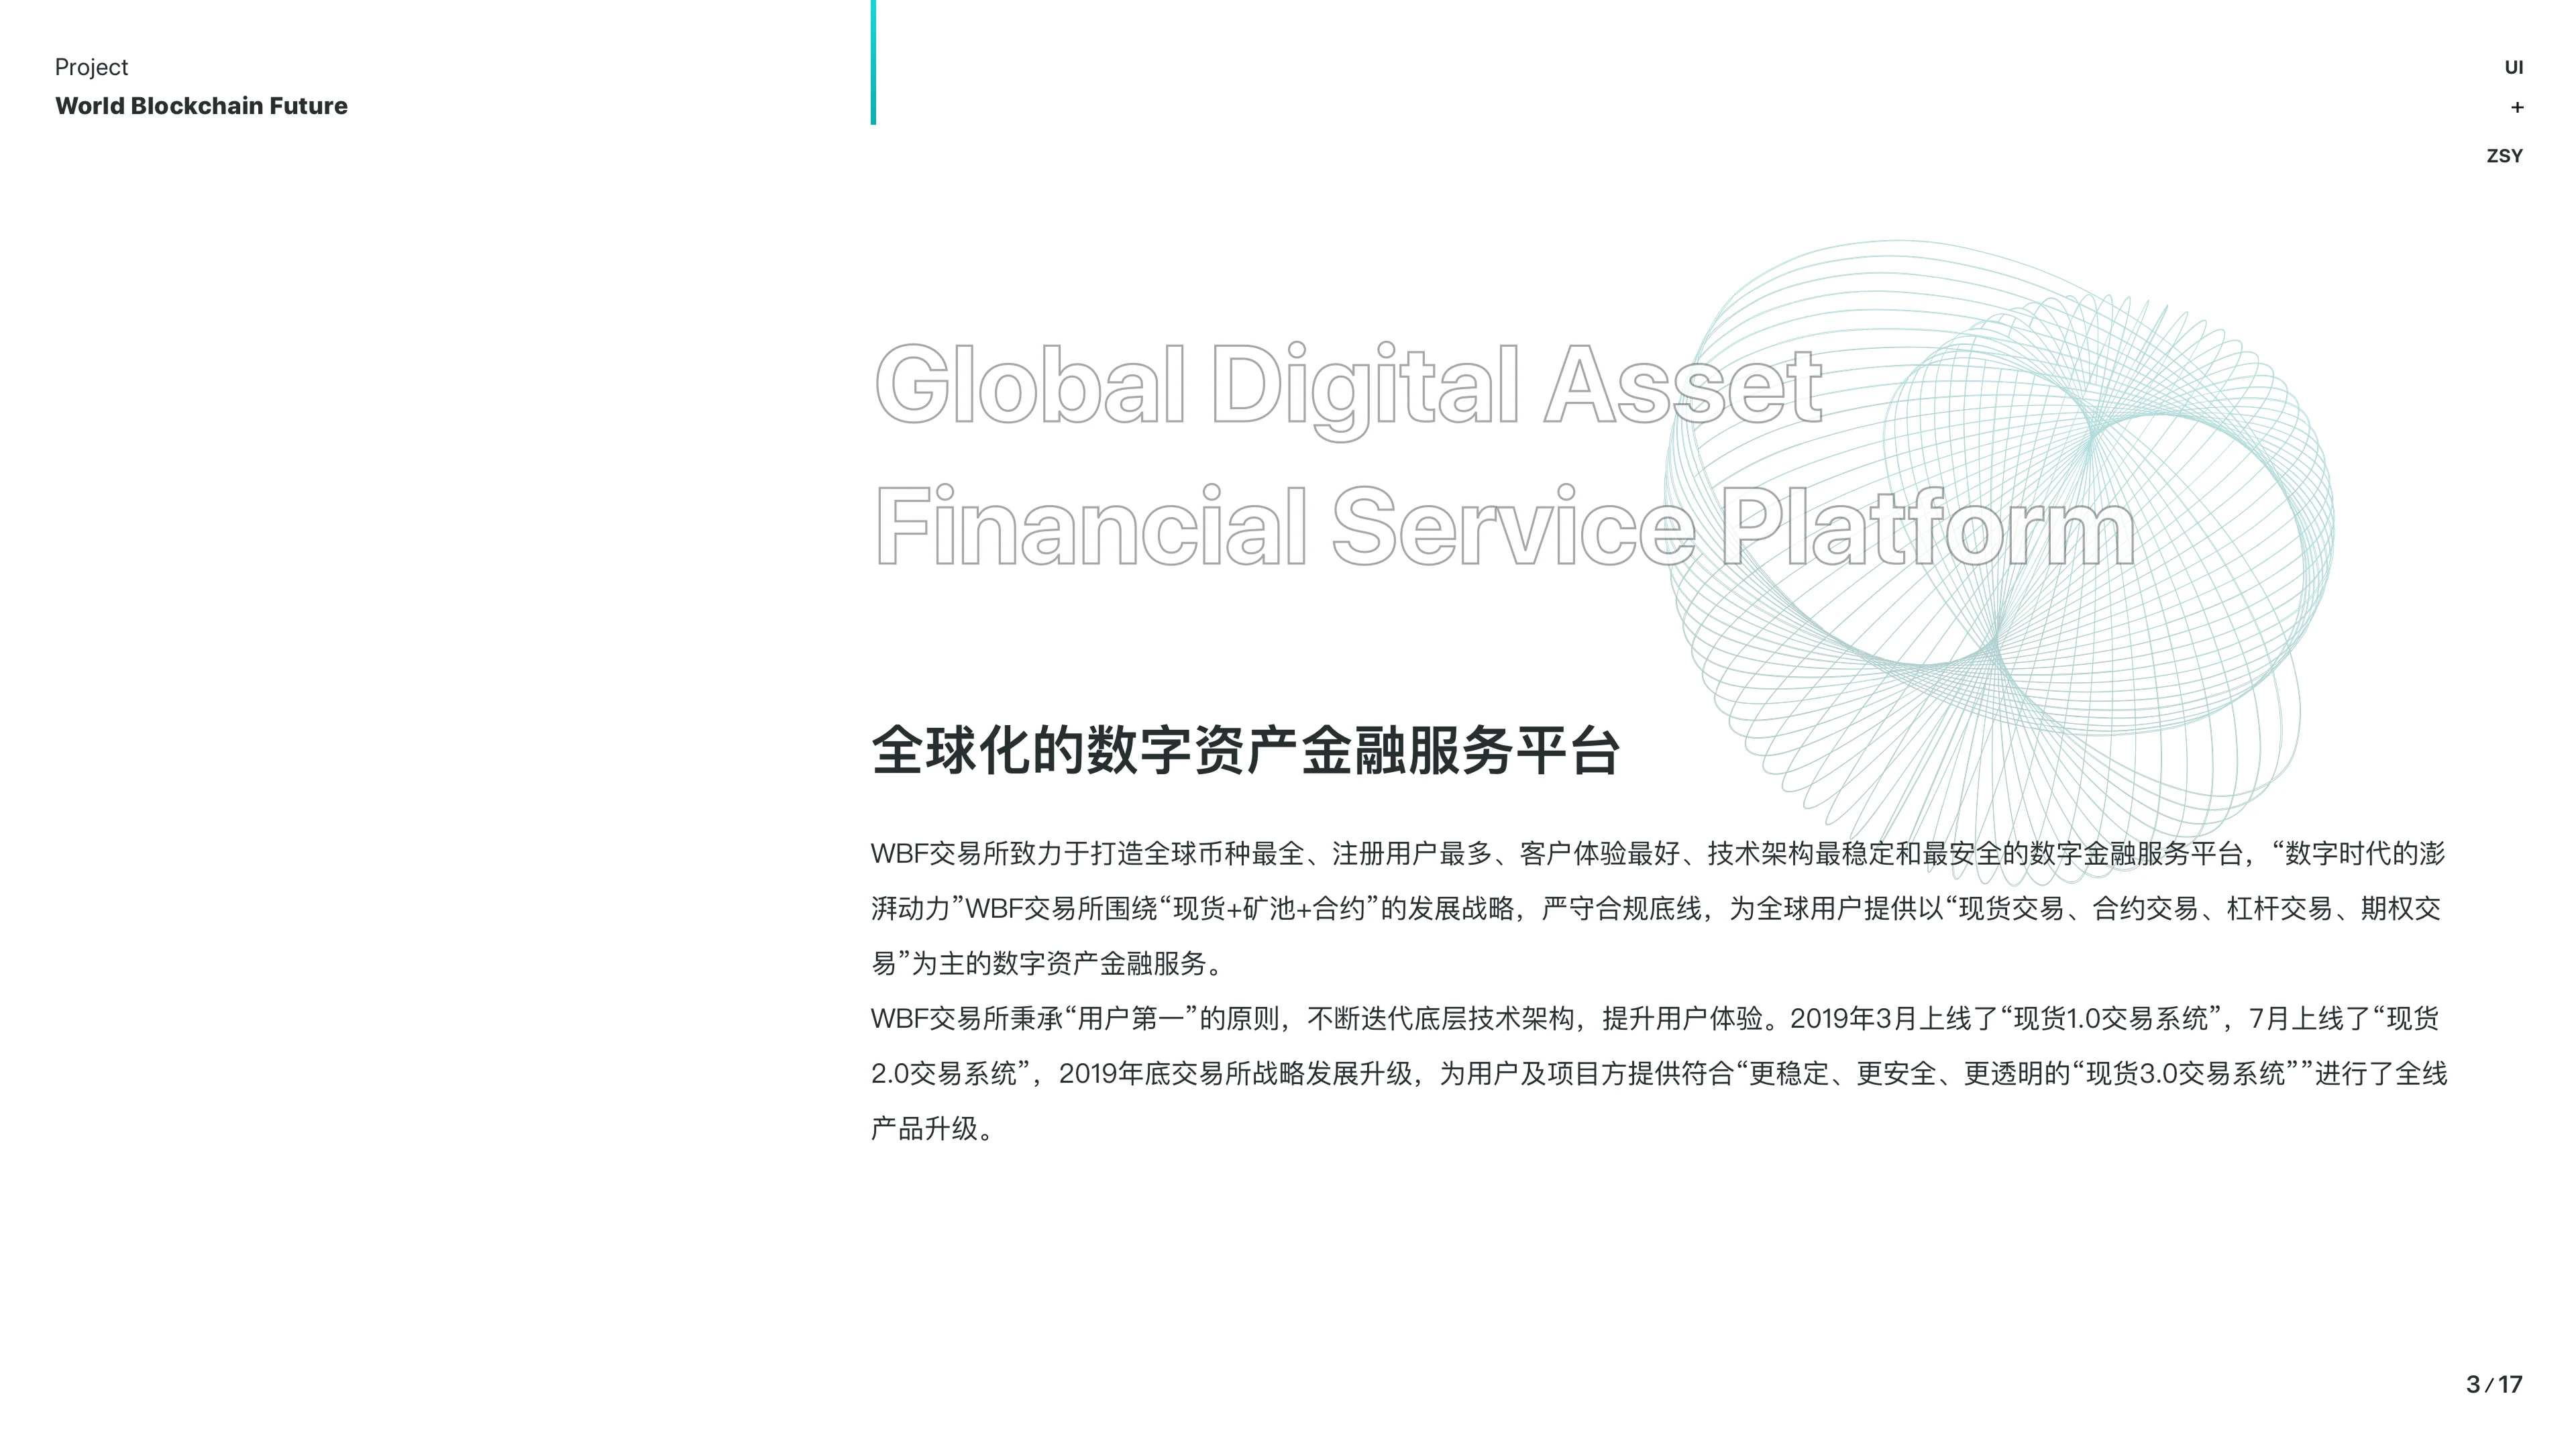 Project
World Blockchain Future
UI
+
ZSY
Global Digital Asset
Financial Service Platform
全球化的数字资产金融服务平台
WBF交易所致力于打造全球币种最全、注册用户最多、客户体验最好、技术架构最稳定和最安全的数字金融服务平台，“数字时代的澎
湃动力”WBF交易所围绕“现货+矿池+合约”的发展战略，严守合规底线，为全球用户提供以“现货交易、合约交易、杠杆交易、期权交
易”为主的数字资产金融服务。
WBF交易所秉承“用户第一”的原则，不断迭代底层技术架构，提升用户体验。2019年3月上线了“现货1.0交易系统”，7月上线了“现货
2.0交易系统”，2019年底交易所战略发展升级，为用户及项目方提供符合“更稳定、更安全、更透明的“现货3.0交易系统””进行了全线
产品升级。
3 / 17